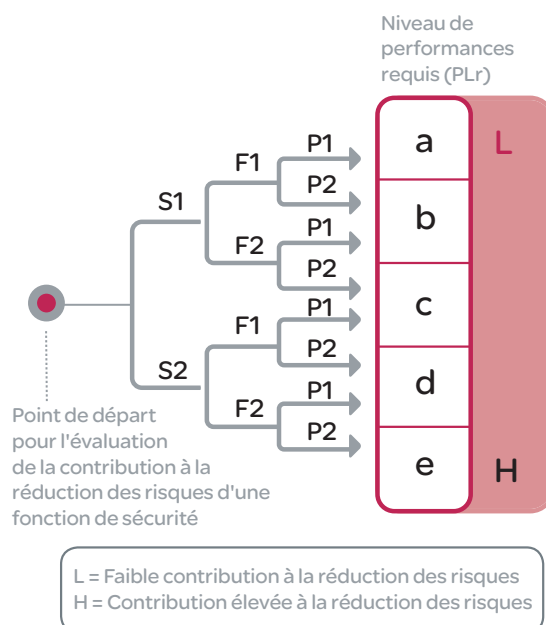 Niveau de
performances
requis (PLr)
P1
a
L
F1
P2
S1
b
P1
F2
P2
c
P1
F1
P2
S2
d
P1
F2
P2
e
H
Point de départ
pour l'évaluation
de la contribution à la
réduction des risques d'une
fonction de sécurité
L = Faible contribution à la réduction des risques
H = Contribution élevée à la réduction des risques